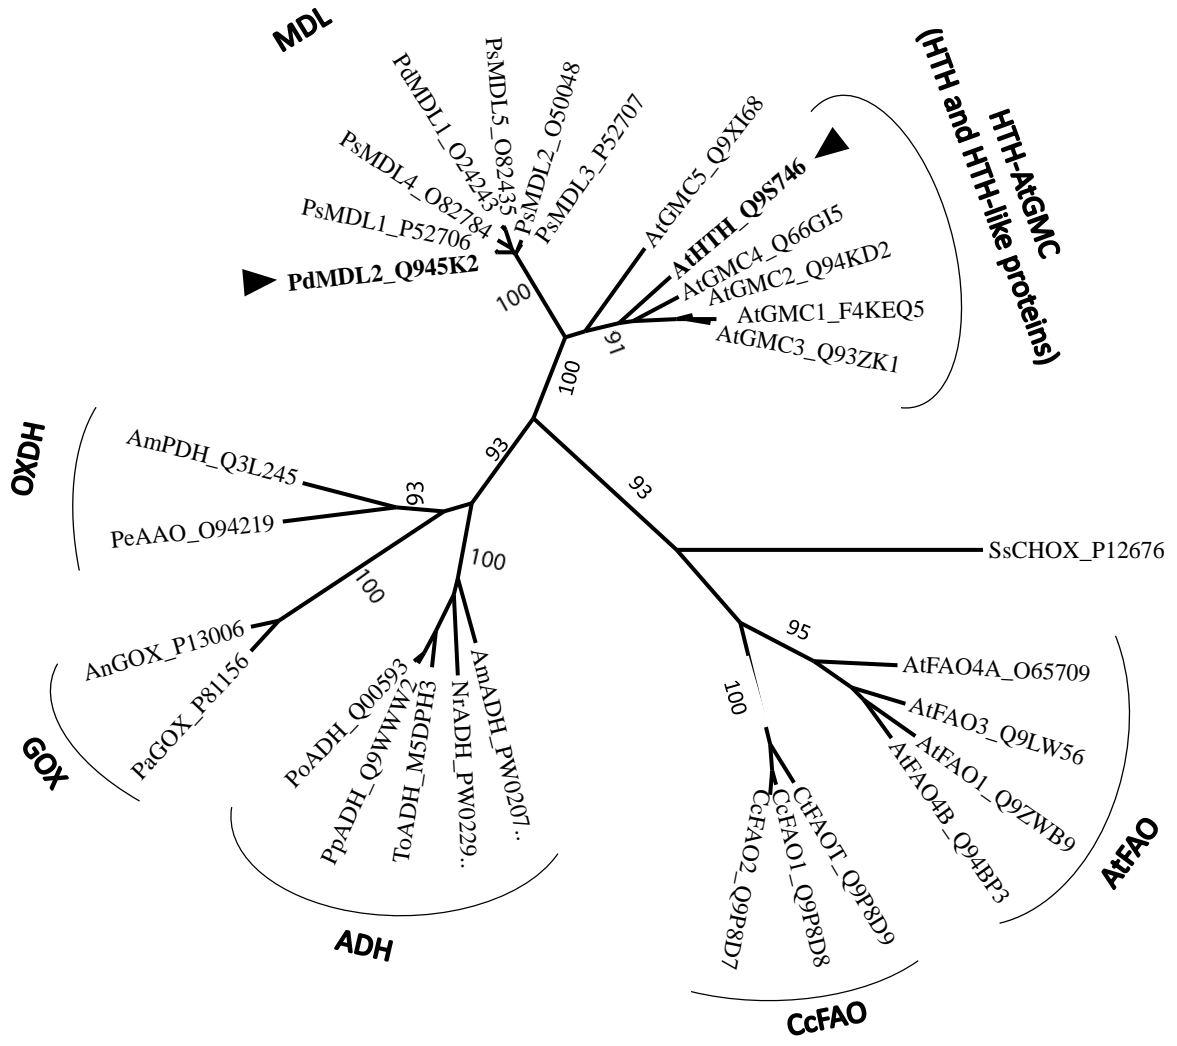 MDL
PdMDL1_O24243
PsMDL5_O82435
PsMDL2_O50048
PsMDL3_P52707
PsMDL4_O82784
PsMDL1_P52706
PdMDL2_Q945K2
100
HTH-AtGMC
(HTH and HTH-like proteins)
AtGMC5_Q9XI68
AtHTH_Q9S746
AtGMC4_Q66GI5
AtGMC2_Q94KD2
AtGMC1_F4KEQ5
AtGMC3_Q93ZK1
91
100
93
93
OXDH
AmPDH_Q3L245
93
PeAAO_O94219
100
100
SsCHOX_P12676
GOX
AnGOX_P13006
PaGOX_P81156
ADH
PoADH_Q00593
PpADH_Q9WWW2
ToADH_M5DPH3
NrADH_PW0229..
AmADH_PW0207..
95
100
AtFAO4A_O65709
AtFAO3_Q9LW56
AtFAO1_Q9ZWB9
AtFAO4B_Q94BP3
AtFAO
CtFAOT_Q9P8D9
CcFAO1_Q9P8D8
CcFAO2_Q9P8D7
CcFAO